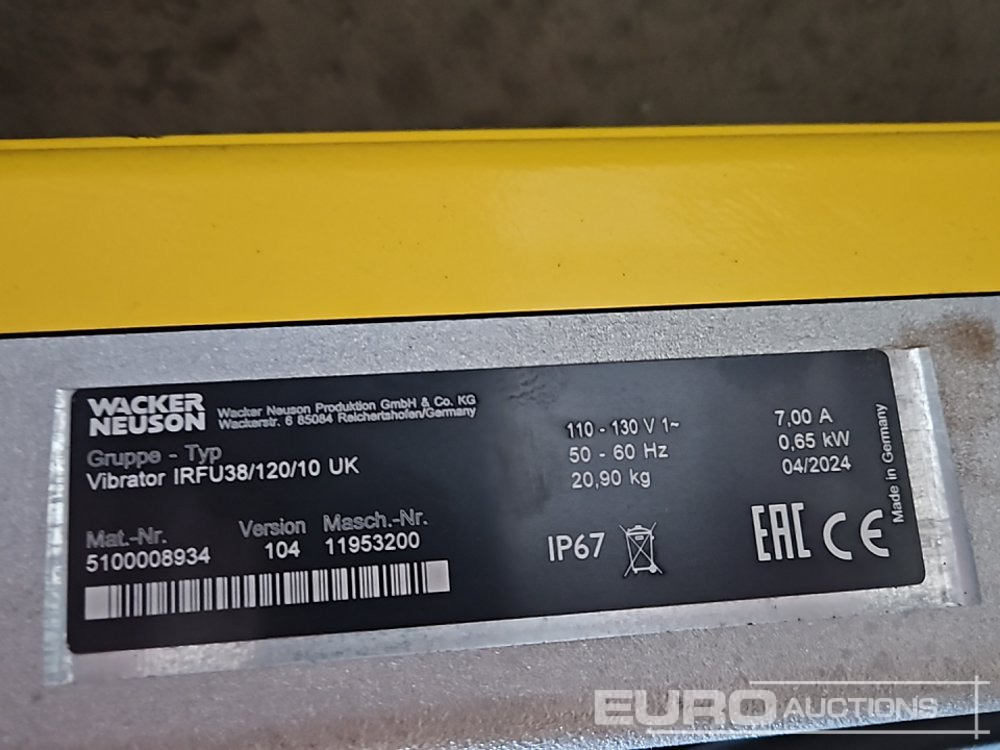 WACKER
NEUSON
Wacker Neuson Produktion GmbH & Co. KG
Wackerstr. 6 85084 Reichertshofen/Germany
Gruppe - Typ
Vibrator IRFU38/120/10 UK
Mat.-Nr. Version Masch.-Nr.
5100008934 104 11953200
110 - 130 V 1~
50 - 60 Hz
20,90 kg
7,00 A
0,65 kW
04/2024
IP67
EAC CE
Made in Germany
EURO AUCTIONS